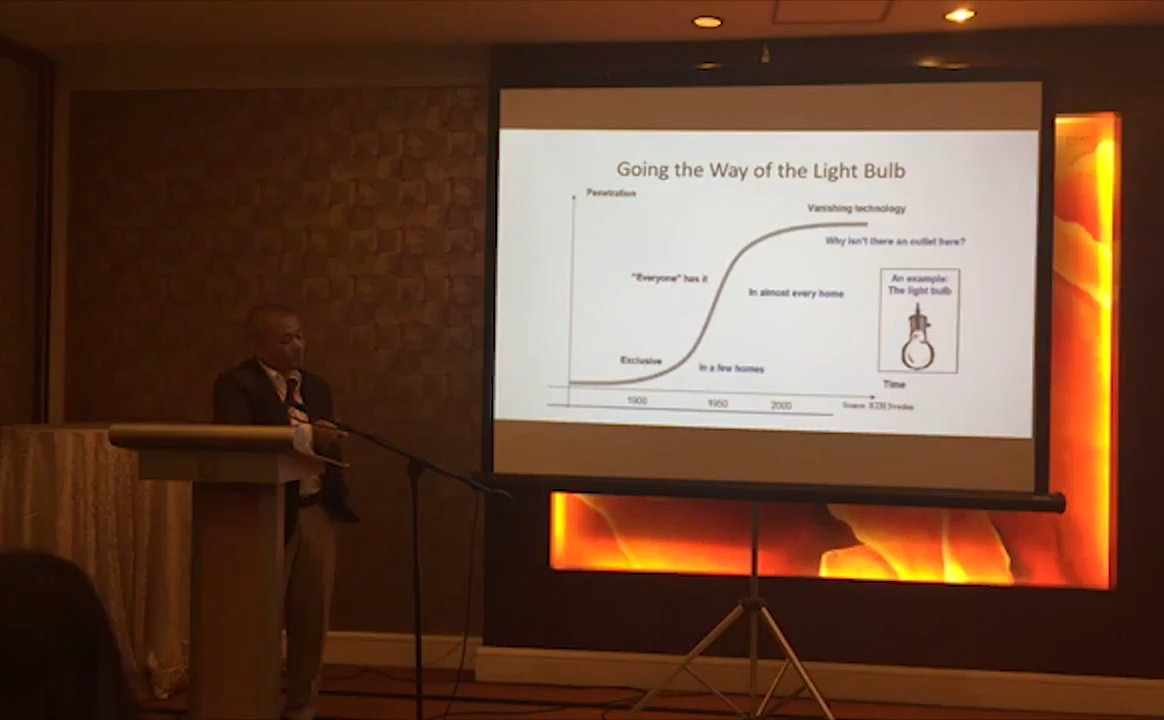 Going the Way of the Light Bulb
Penetration
Vanishing technology
Why isn't there an outlet here?
"Everyone" has it
In almost every home
An example:
The light bulb
Exclusive
In a few homes
Time
1900
1950
2000
Source: KTH Sweden